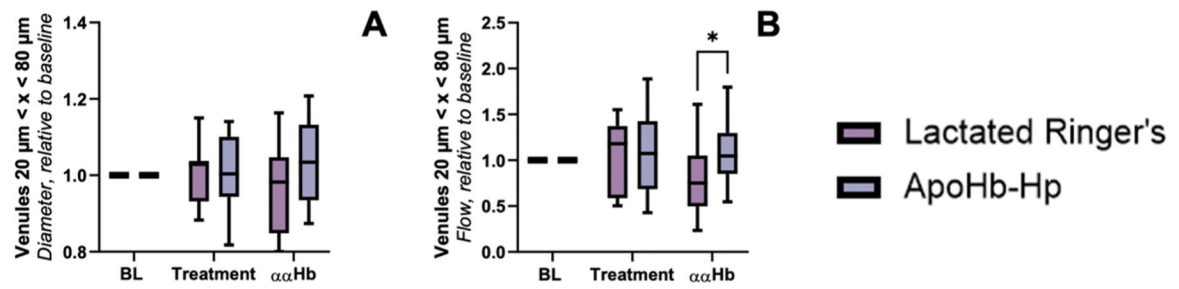 A
Venules 20 µm < x < 80 µm
Diameter, relative to baseline
1.4
1.2
1.0
0.8
BL Treatment ααHb
B
Venules 20 µm < x < 80 µm
Flow, relative to baseline
2.5
2.0
1.5
1.0
0.5
0.0
*
BL Treatment ααHb
Lactated Ringer's
ApoHb-Hp